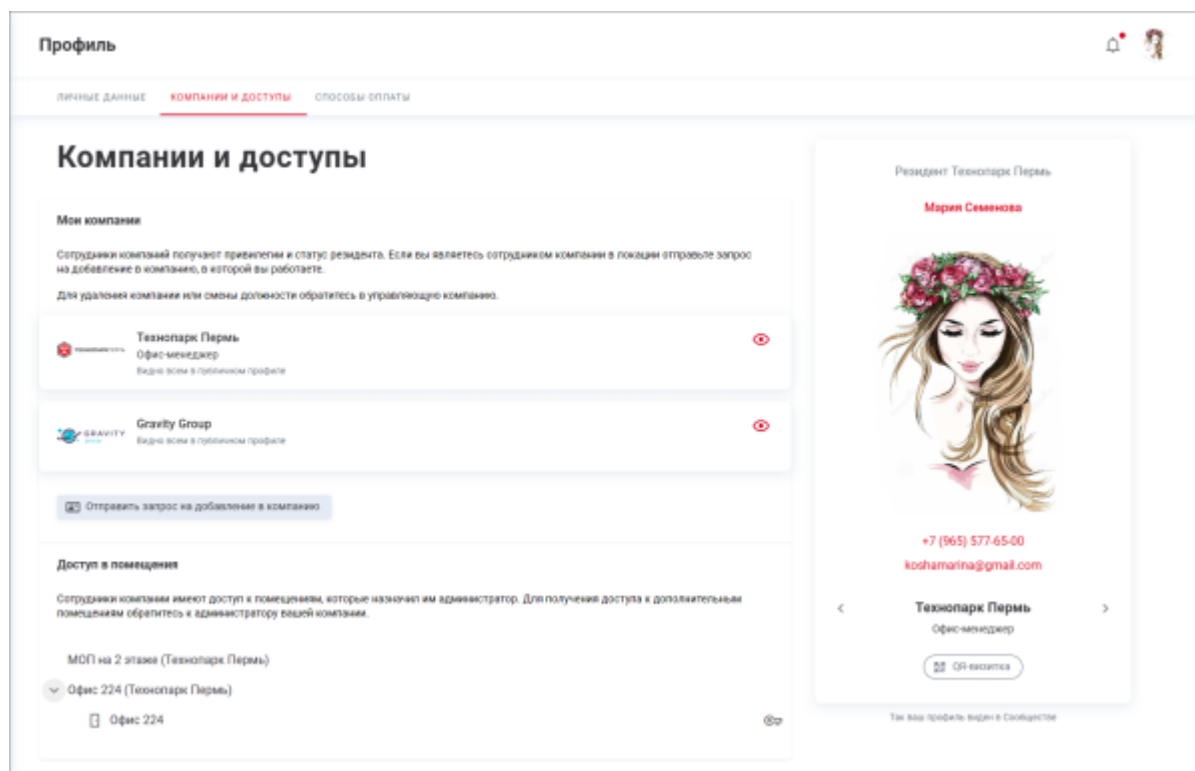 Профиль
ЛИЧНЫЕ ДАННЫЕ КОМПАНИИ И ДОСТУПЫ СПОСОБЫ ОПЛАТЫ
Компании и доступы
Мои компании
Сотрудники компаний получают привилегии и статус резидента. Если вы являетесь сотрудником компании в локации отправьте запрос
на добавление в компанию, в которой вы работаете.
Для удаления компании или смены должности обратитесь в управляющую компанию.
Технопарк Пермь
Офис-менеджер
Видно всем в публичном профиле
GRAVITY
Gravity Group
Видно всем в публичном профиле
Отправить запрос на добавление в компанию
Доступ в помещения
Сотрудники компании имеют доступ к помещениям, которые назначил им администратор. Для получения доступа к дополнительным
помещениям обратитесь к администратору вашей компании.
МОП на 2 этаже (Технопарк Пермь)
Офис 224 (Технопарк Пермь)
Офис 224
Резидент Технопарк Пермь
Мария Семенова
+7 (965) 577-65-00
koshamarina@gmail.com
Технопарк Пермь
Офис-менеджер
QR-визитка
Так ваш профиль виден в Сообществе